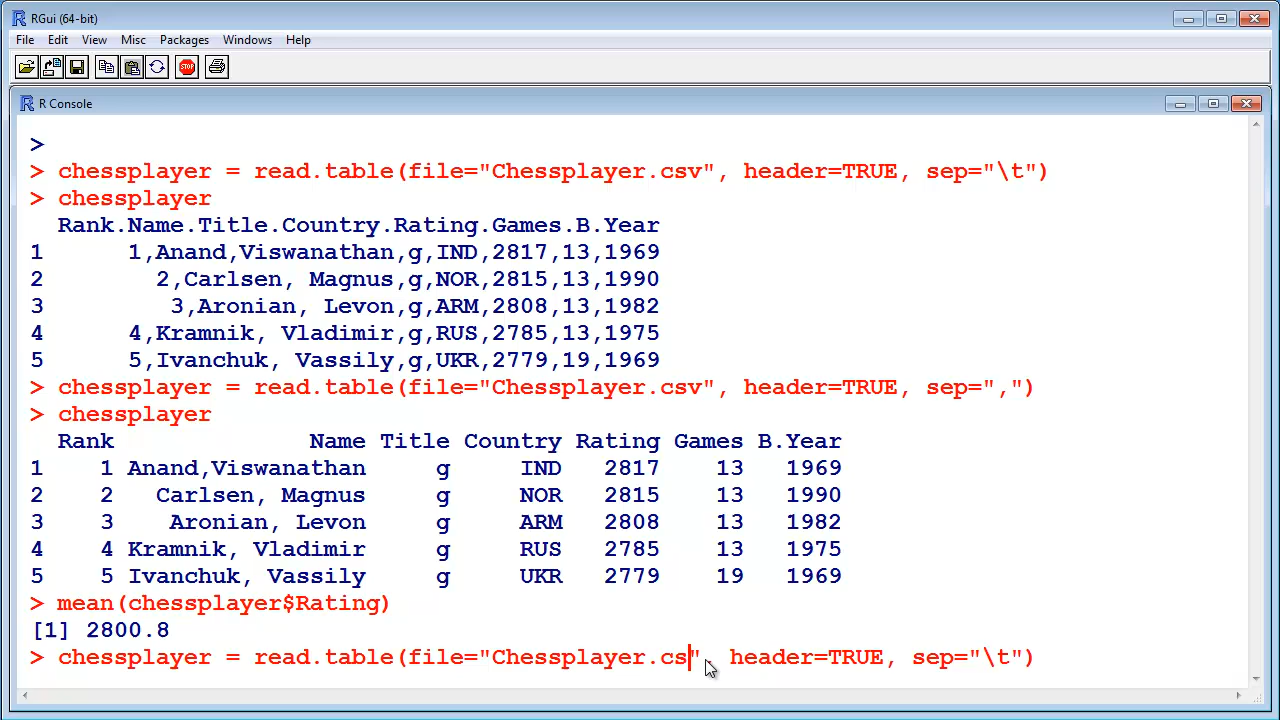 RGui (64-bit)
File Edit View Misc Packages Windows Help
STOP
R Console
>
> chessplayer = read.table(file="Chessplayer.csv", header=TRUE, sep="\t")
> chessplayer
Rank.Name.Title.Country.Rating.Games.B.Year
1 1,Anand,Viswanathan,g,IND,2817,13,1969
2 2,Carlsen, Magnus,g,NOR,2815,13,1990
3 3,Aronian, Levon,g,ARM,2808,13,1982
4 4,Kramnik, Vladimir,g,RUS,2785,13,1975
5 5,Ivanchuk, Vassily,g,UKR,2779,19,1969
> chessplayer = read.table(file="Chessplayer.csv", header=TRUE, sep=",")
> chessplayer
Rank Name Title Country Rating Games B.Year
1 1 Anand,Viswanathan g IND 2817 13 1969
2 2 Carlsen, Magnus g NOR 2815 13 1990
3 3 Aronian, Levon g ARM 2808 13 1982
4 4 Kramnik, Vladimir g RUS 2785 13 1975
5 5 Ivanchuk, Vassily g UKR 2779 19 1969
> mean(chessplayer$Rating)
[1] 2800.8
> chessplayer = read.table(file="Chessplayer.cs", header=TRUE, sep="\t")